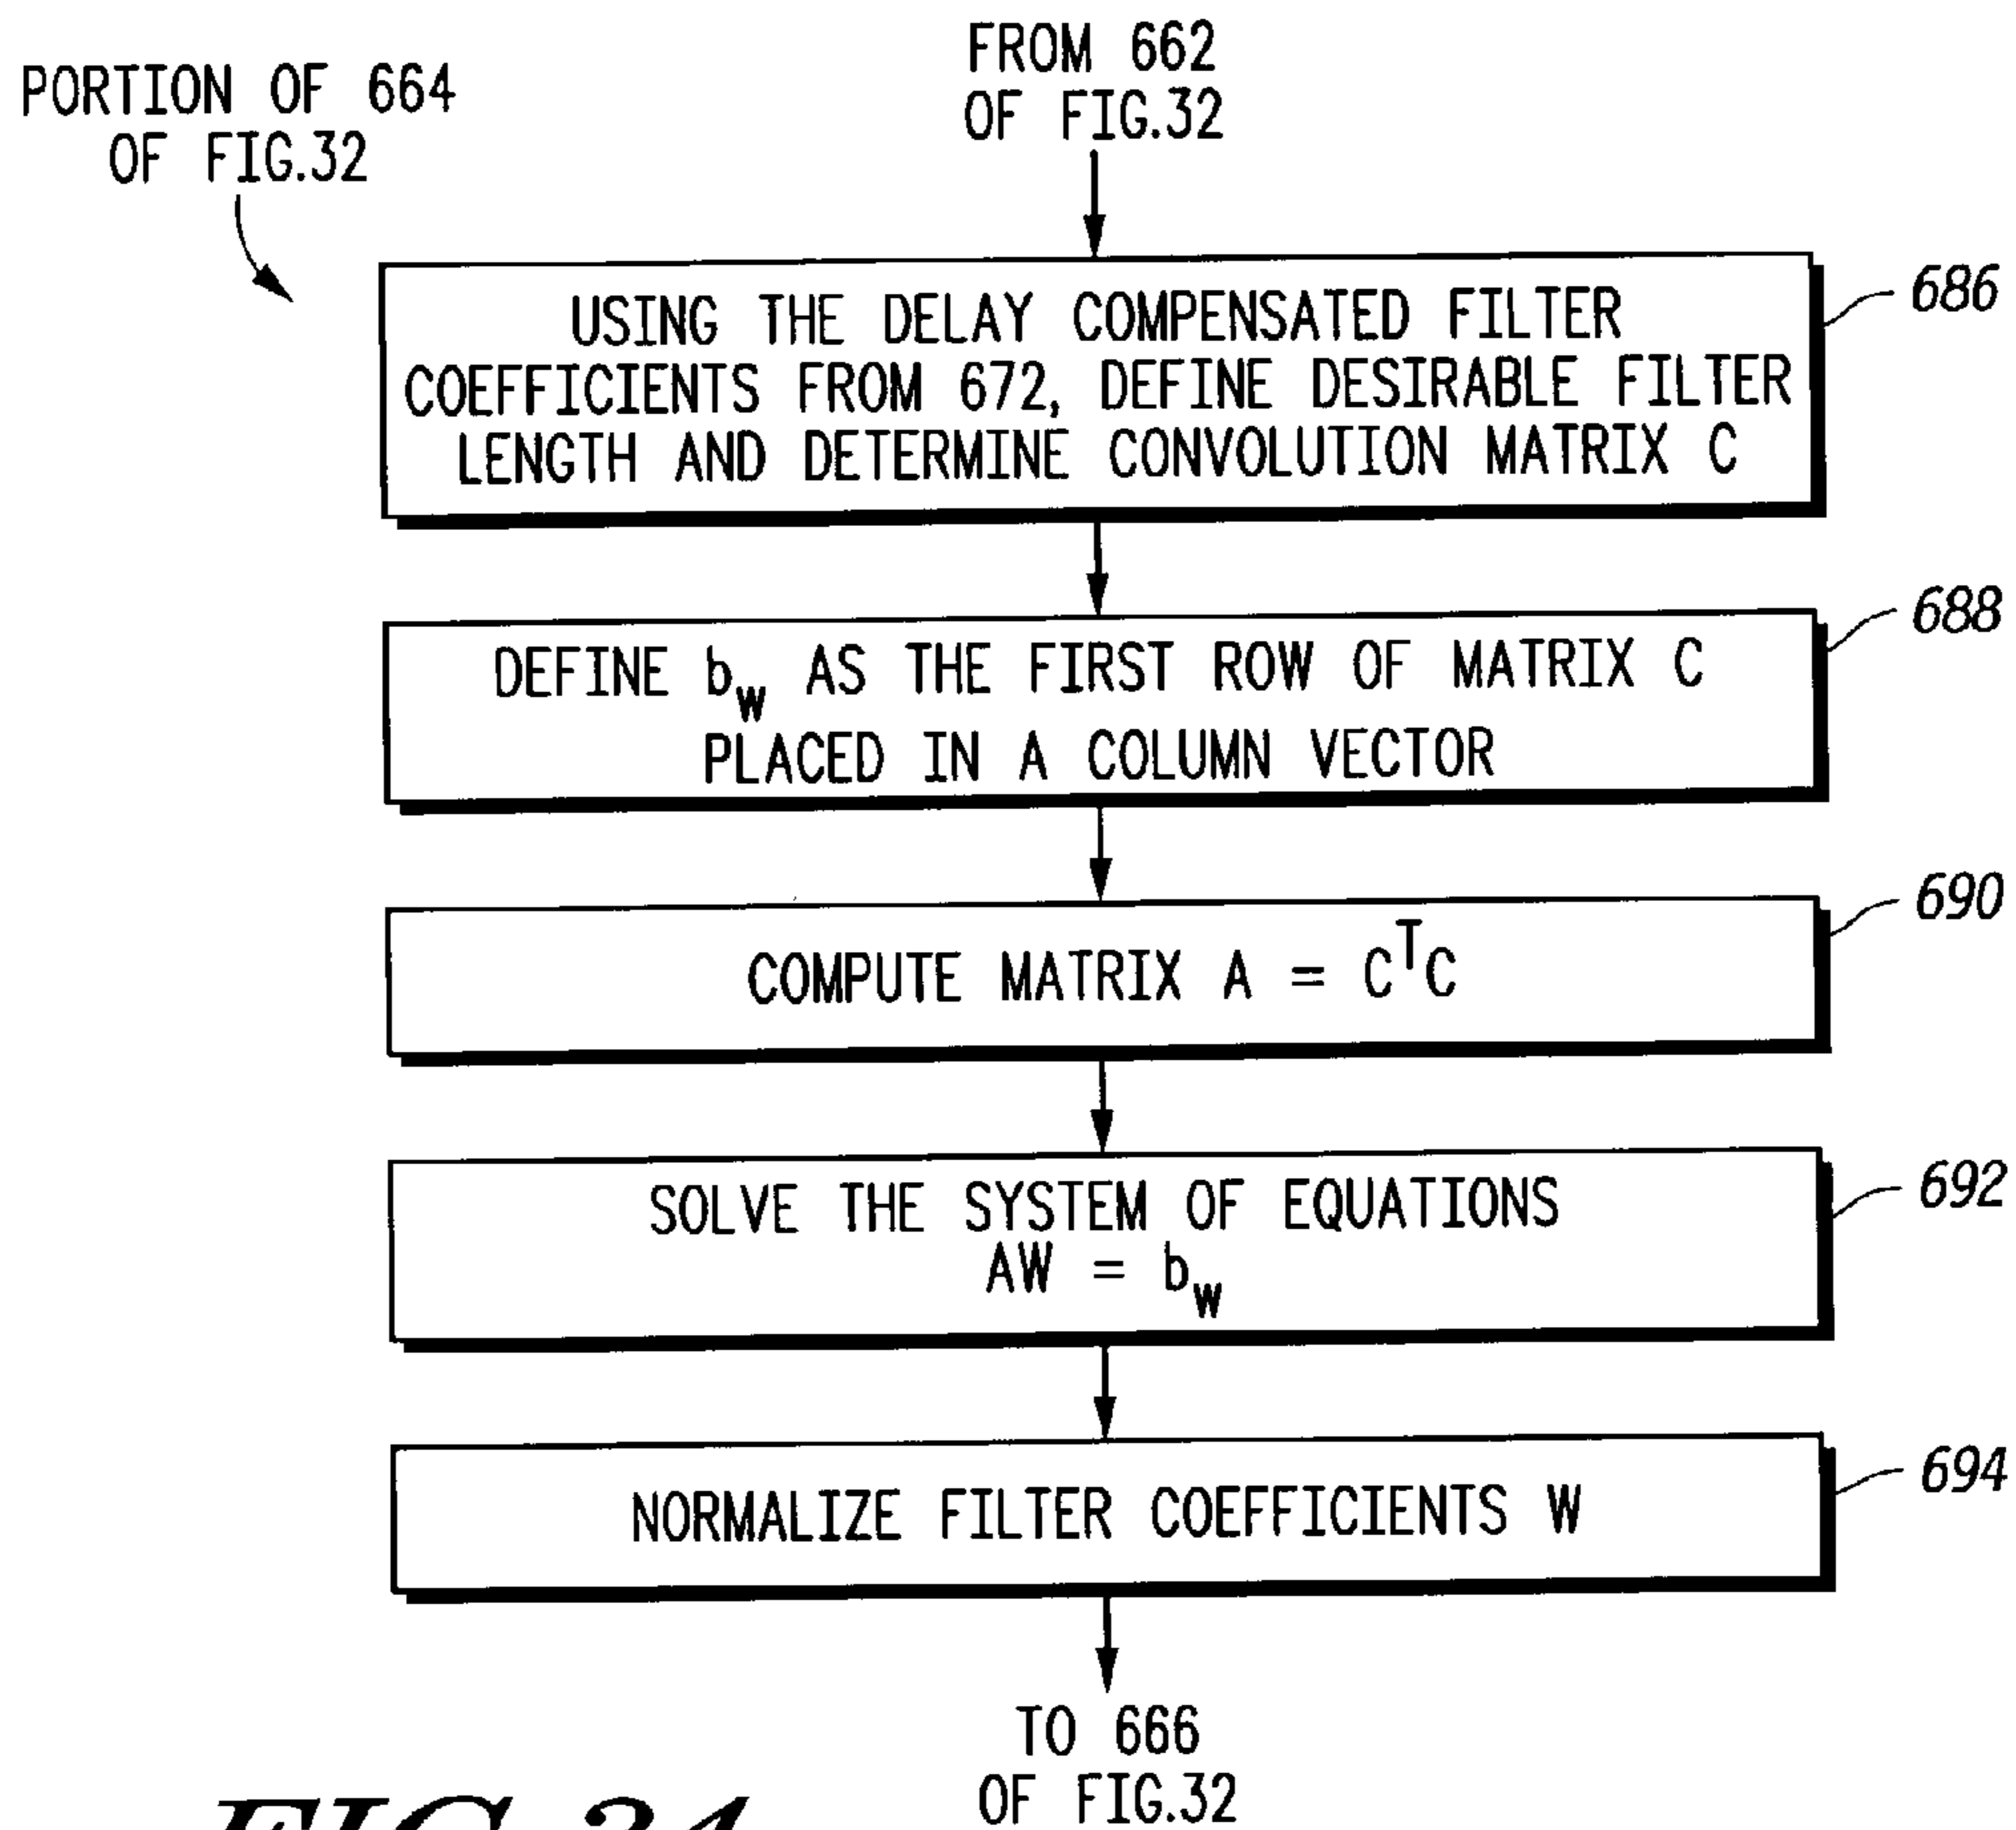 PORTION OF 664
OF FIG.32
FROM 662
OF FIG.32
USING THE DELAY COMPENSATED FILTER
COEFFICIENTS FROM 672, DEFINE DESIRABLE FILTER
LENGTH AND DETERMINE CONVOLUTION MATRIX C
686
DEFINE b_w AS THE FIRST ROW OF MATRIX C
PLACED IN A COLUMN VECTOR
688
COMPUTE MATRIX A = C^T C
690
SOLVE THE SYSTEM OF EQUATIONS
AW = b_w
692
NORMALIZE FILTER COEFFICIENTS W
694
TO 666
OF FIG.32